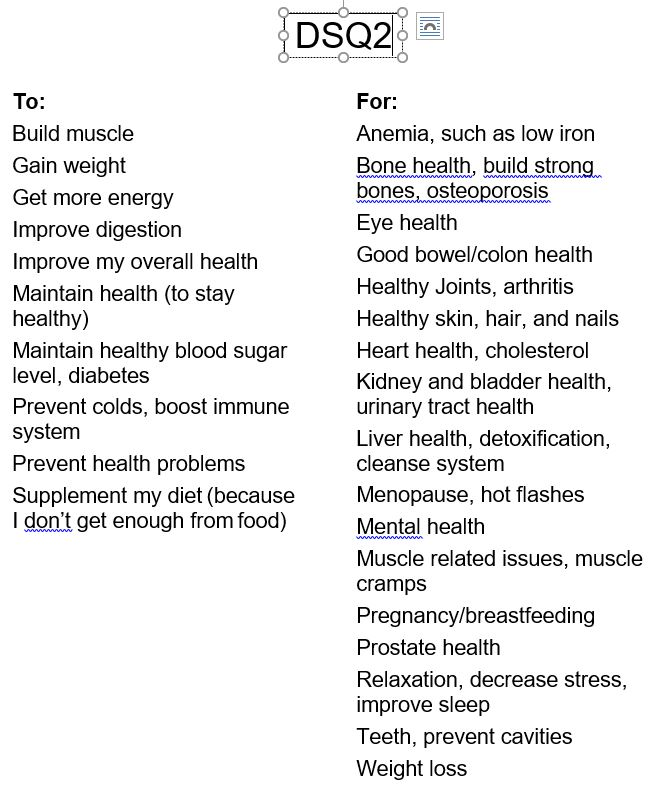 DSQ2
To:
Build muscle
Gain weight
Get more energy
Improve digestion
Improve my overall health
Maintain health (to stay
healthy)
Maintain healthy blood sugar
level, diabetes
Prevent colds, boost immune
system
Prevent health problems
Supplement my diet (because
I don’t get enough from food)
For:
Anemia, such as low iron
Bone health, build strong
bones, osteoporosis
Eye health
Good bowel/colon health
Healthy Joints, arthritis
Healthy skin, hair, and nails
Heart health, cholesterol
Kidney and bladder health,
urinary tract health
Liver health, detoxification,
cleanse system
Menopause, hot flashes
Mental health
Muscle related issues, muscle
cramps
Pregnancy/breastfeeding
Prostate health
Relaxation, decrease stress,
improve sleep
Teeth, prevent cavities
Weight loss